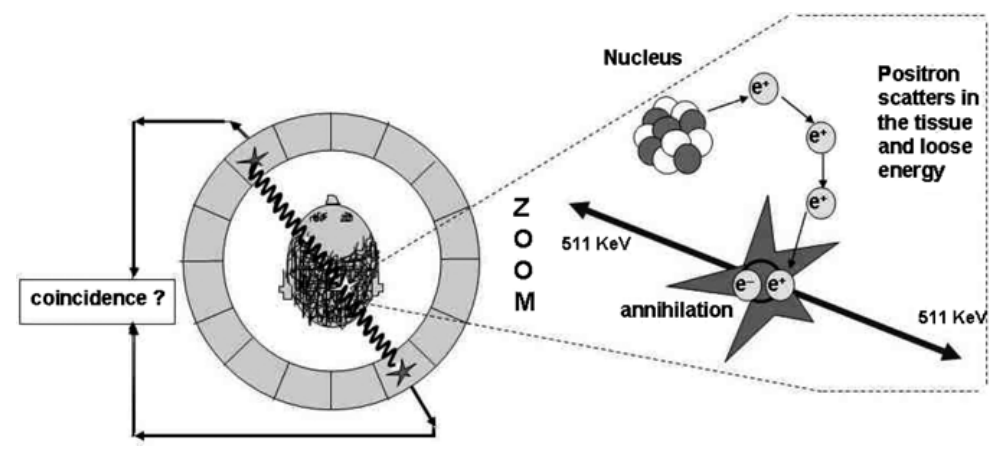 Nucleus
e⁺
Positron
scatters in
the tissue
and loose
energy
e⁺
e⁺
Z
O
O
M
511 KeV
coincidence ?
e⁻ e⁺
annihilation
511 KeV